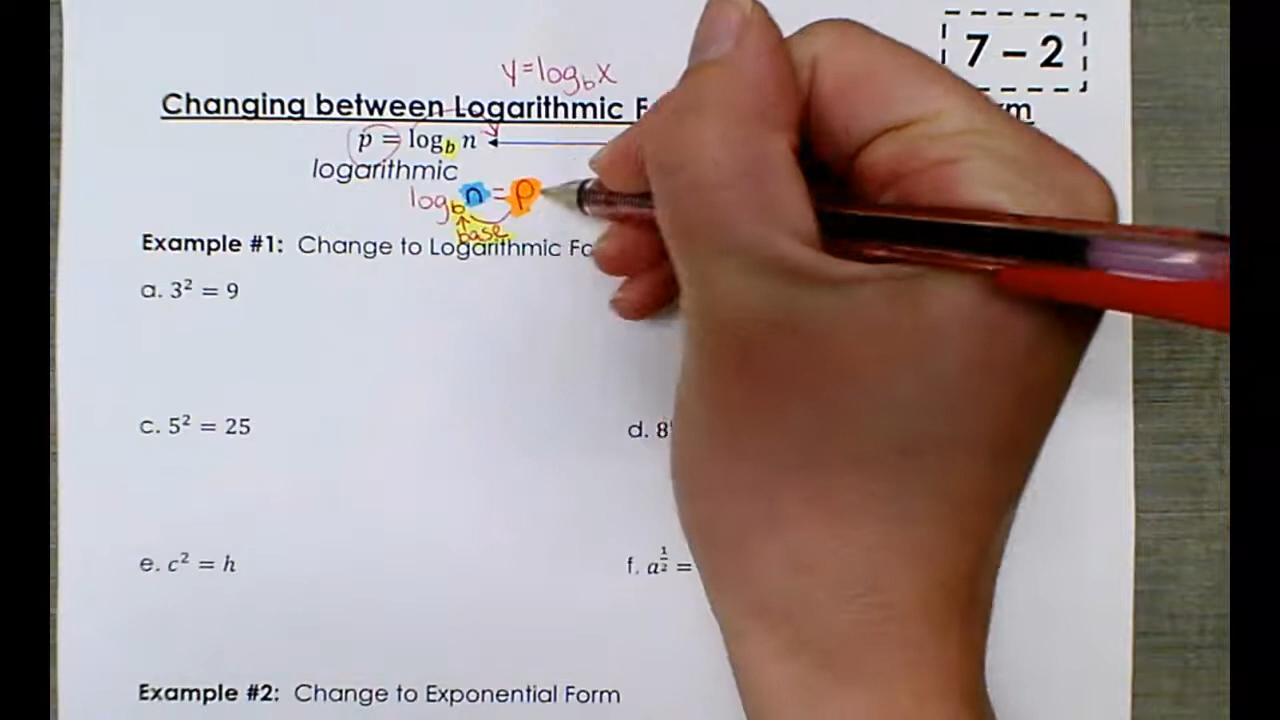 7 – 2
y=log_b x
Changing between Logarithmic F
m
p = log_b n
logarithmic
log_b n = p
base
Example #1: Change to Logarithmic Fo
a. 3² = 9
c. 5² = 25
d. 8
e. c² = h
f. a^½ =
Example #2: Change to Exponential Form